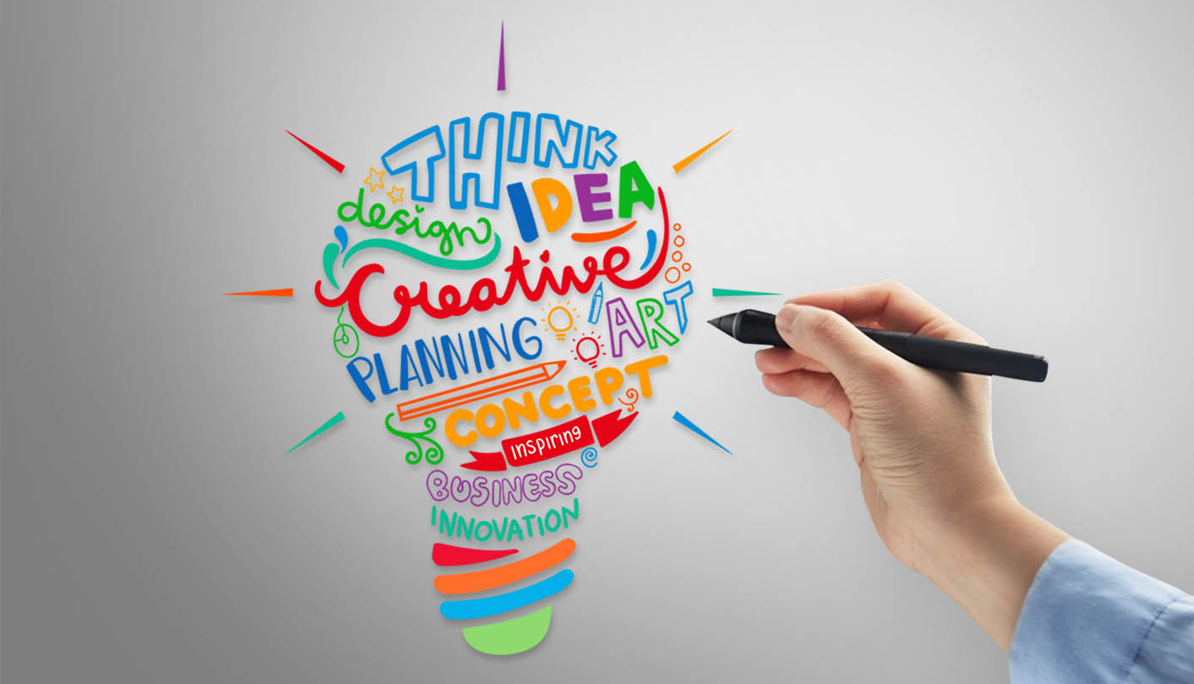 THINK
IDEA
design
Creative
PLANNING
ART
CONCEPT
inspiring
BUSINESS
INNOVATION